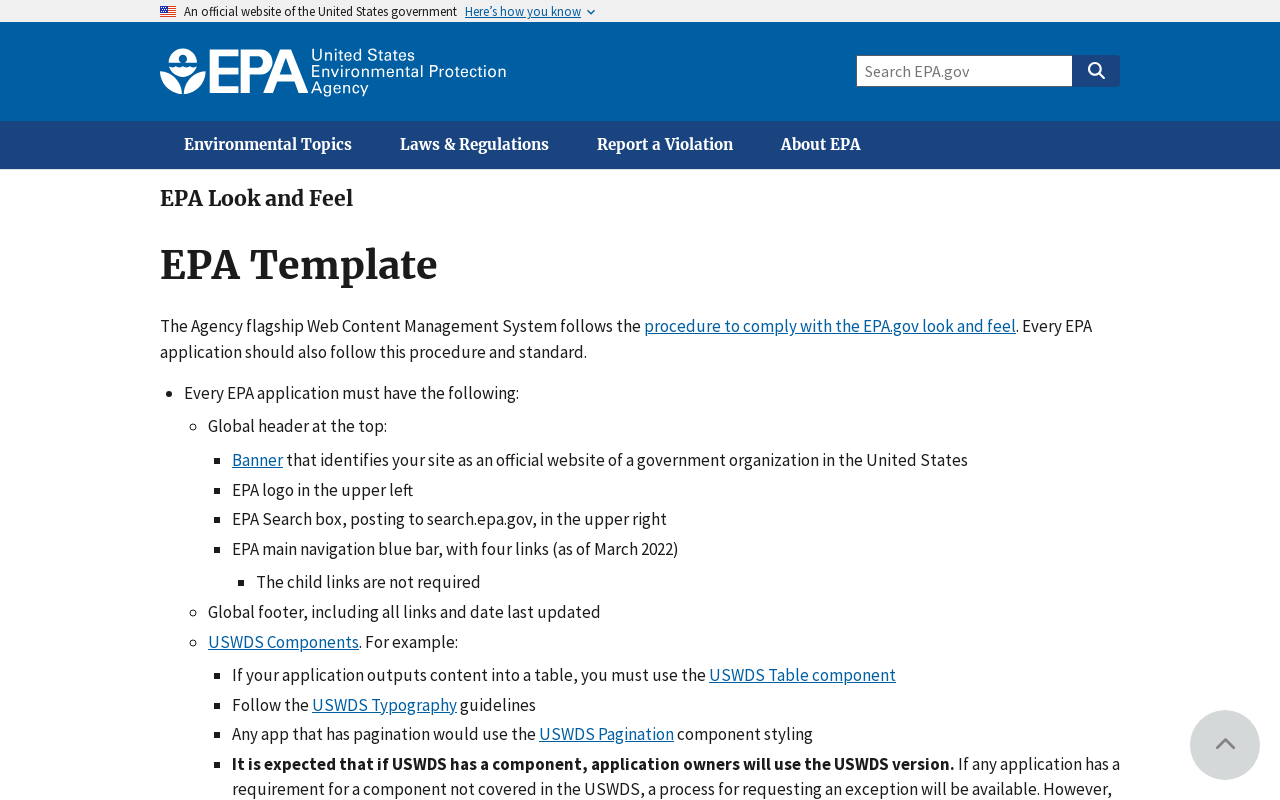 An official website of the United States government Here's how you know
EPA United States
Environmental Protection
Agency
Search EPA.gov
Environmental Topics Laws & Regulations Report a Violation About EPA
EPA Look and Feel
EPA Template
The Agency flagship Web Content Management System follows the procedure to comply with the EPA.gov look and feel. Every EPA
application should also follow this procedure and standard.
• Every EPA application must have the following:
◦ Global header at the top:
▪ Banner that identifies your site as an official website of a government organization in the United States
▪ EPA logo in the upper left
▪ EPA Search box, posting to search.epa.gov, in the upper right
▪ EPA main navigation blue bar, with four links (as of March 2022)
▪ The child links are not required
◦ Global footer, including all links and date last updated
◦ USWDS Components. For example:
▪ If your application outputs content into a table, you must use the USWDS Table component
▪ Follow the USWDS Typography guidelines
▪ Any app that has pagination would use the USWDS Pagination component styling
▪ It is expected that if USWDS has a component, application owners will use the USWDS version. If any application has a
requirement for a component not covered in the USWDS, a process for requesting an exception will be available. However,